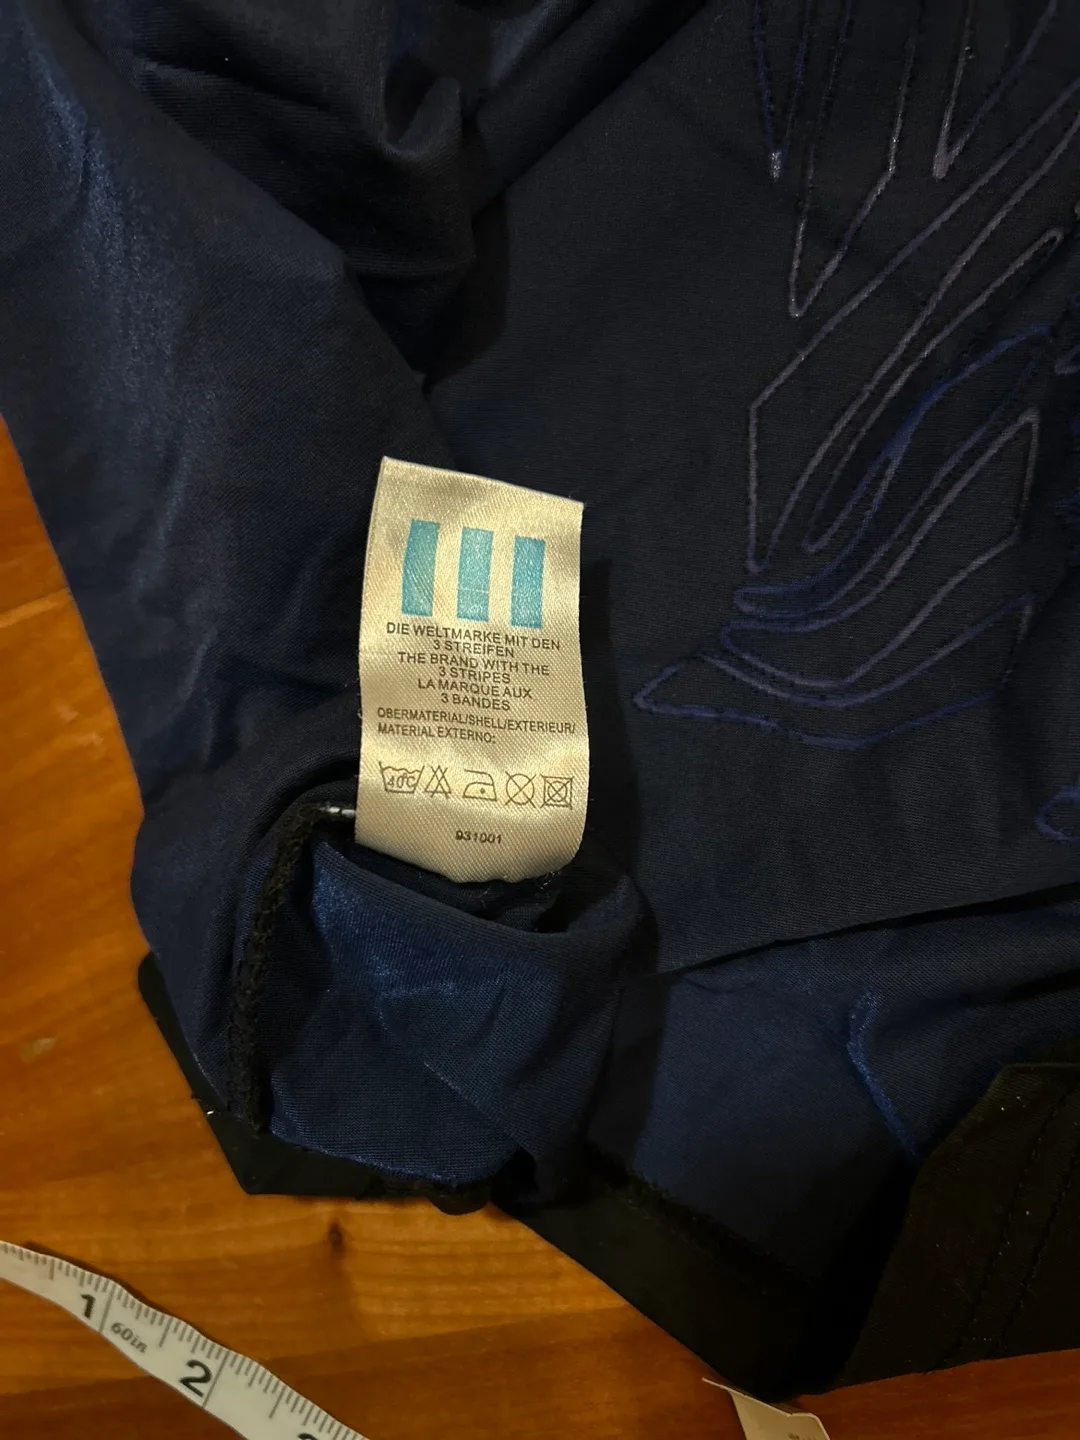 DIE WELTMARKE MIT DEN
3 STREIFEN
THE BRAND WITH THE
3 STRIPES
LA MARQUE AUX
3 BANDES
OBERMATERIAL/SHELL/EXTERIEUR/
MATERIAL EXTERNO:
40°C
931001
1
60in
2